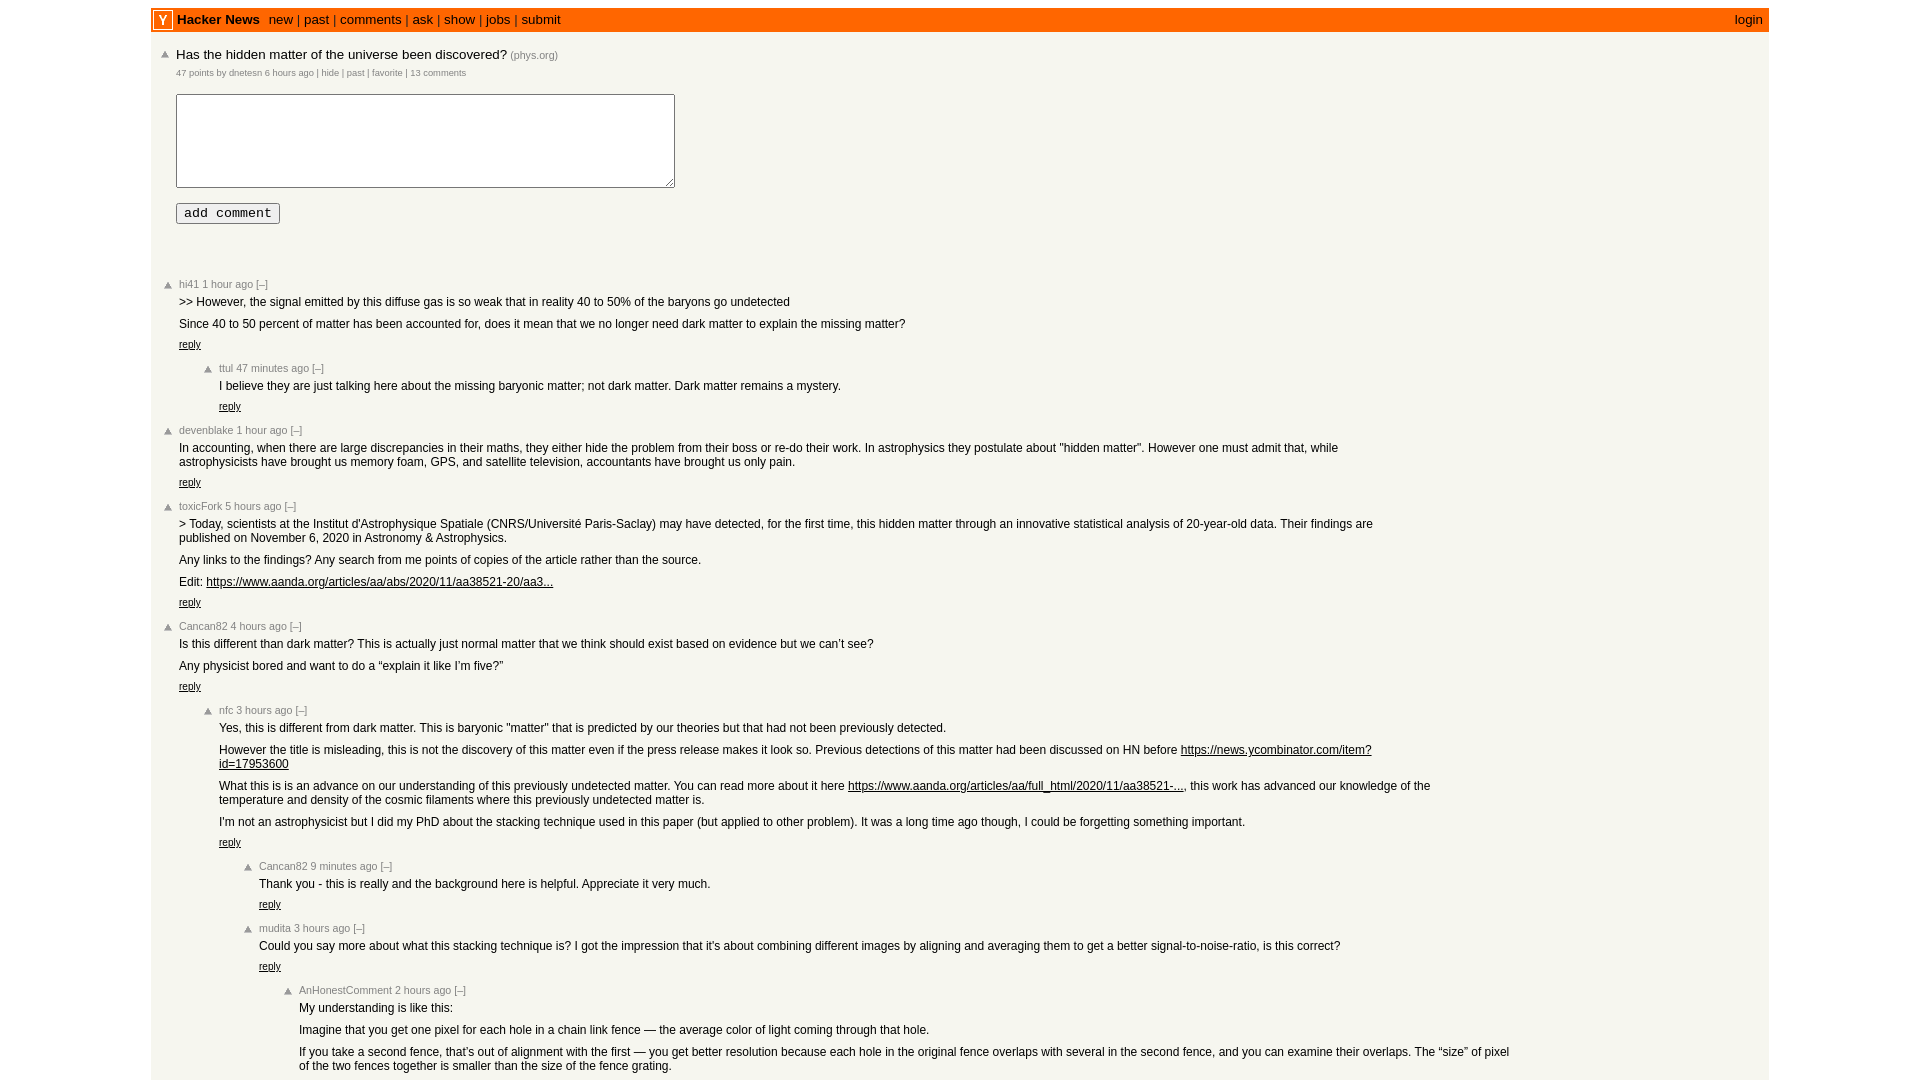 Y Hacker News new | past | comments | ask | show | jobs | submit login
Has the hidden matter of the universe been discovered? (phys.org)
47 points by dnetesn 6 hours ago | hide | past | favorite | 13 comments
add comment
hi41 1 hour ago [–]
>> However, the signal emitted by this diffuse gas is so weak that in reality 40 to 50% of the baryons go undetected
Since 40 to 50 percent of matter has been accounted for, does it mean that we no longer need dark matter to explain the missing matter?
reply
ttul 47 minutes ago [–]
I believe they are just talking here about the missing baryonic matter; not dark matter. Dark matter remains a mystery.
reply
devenblake 1 hour ago [–]
In accounting, when there are large discrepancies in their maths, they either hide the problem from their boss or re-do their work. In astrophysics they postulate about "hidden matter". However one must admit that, while
astrophysicists have brought us memory foam, GPS, and satellite television, accountants have brought us only pain.
reply
toxicFork 5 hours ago [–]
> Today, scientists at the Institut d'Astrophysique Spatiale (CNRS/Université Paris-Saclay) may have detected, for the first time, this hidden matter through an innovative statistical analysis of 20-year-old data. Their findings are
published on November 6, 2020 in Astronomy & Astrophysics.
Any links to the findings? Any search from me points of copies of the article rather than the source.
Edit: https://www.aanda.org/articles/aa/abs/2020/11/aa38521-20/aa3...
reply
Cancan82 4 hours ago [–]
Is this different than dark matter? This is actually just normal matter that we think should exist based on evidence but we can’t see?
Any physicist bored and want to do a “explain it like I’m five?”
reply
nfc 3 hours ago [–]
Yes, this is different from dark matter. This is baryonic "matter" that is predicted by our theories but that had not been previously detected.
However the title is misleading, this is not the discovery of this matter even if the press release makes it look so. Previous detections of this matter had been discussed on HN before https://news.ycombinator.com/item?
id=17953600
What this is is an advance on our understanding of this previously undetected matter. You can read more about it here https://www.aanda.org/articles/aa/full_html/2020/11/aa38521-..., this work has advanced our knowledge of the
temperature and density of the cosmic filaments where this previously undetected matter is.
I'm not an astrophysicist but I did my PhD about the stacking technique used in this paper (but applied to other problem). It was a long time ago though, I could be forgetting something important.
reply
Cancan82 9 minutes ago [–]
Thank you - this is really and the background here is helpful. Appreciate it very much.
reply
mudita 3 hours ago [–]
Could you say more about what this stacking technique is? I got the impression that it's about combining different images by aligning and averaging them to get a better signal-to-noise-ratio, is this correct?
reply
AnHonestComment 2 hours ago [–]
My understanding is like this:
Imagine that you get one pixel for each hole in a chain link fence — the average color of light coming through that hole.
If you take a second fence, that’s out of alignment with the first — you get better resolution because each hole in the original fence overlaps with several in the second fence, and you can examine their overlaps. The “size” of pixel
of the two fences together is smaller than the size of the fence grating.